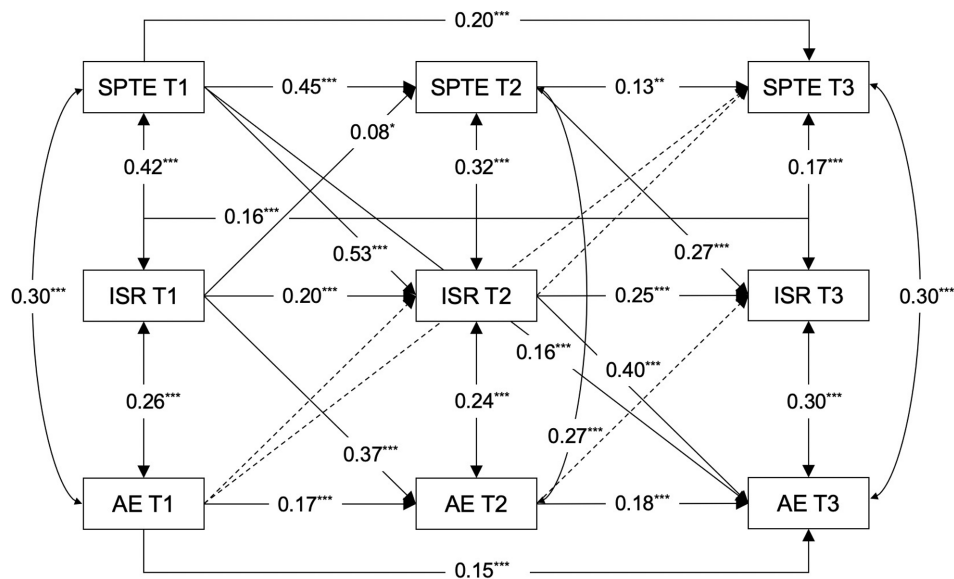 0.20***
SPTE T1
0.45***
SPTE T2
0.13**
SPTE T3
0.08*
0.42***
0.32***
0.17***
0.16***
0.53***
0.27***
0.30***
ISR T1
0.20***
ISR T2
0.25***
ISR T3
0.30***
0.16***
0.40***
0.26***
0.24***
0.30***
0.37***
0.27***
AE T1
0.17***
AE T2
0.18***
AE T3
0.15***